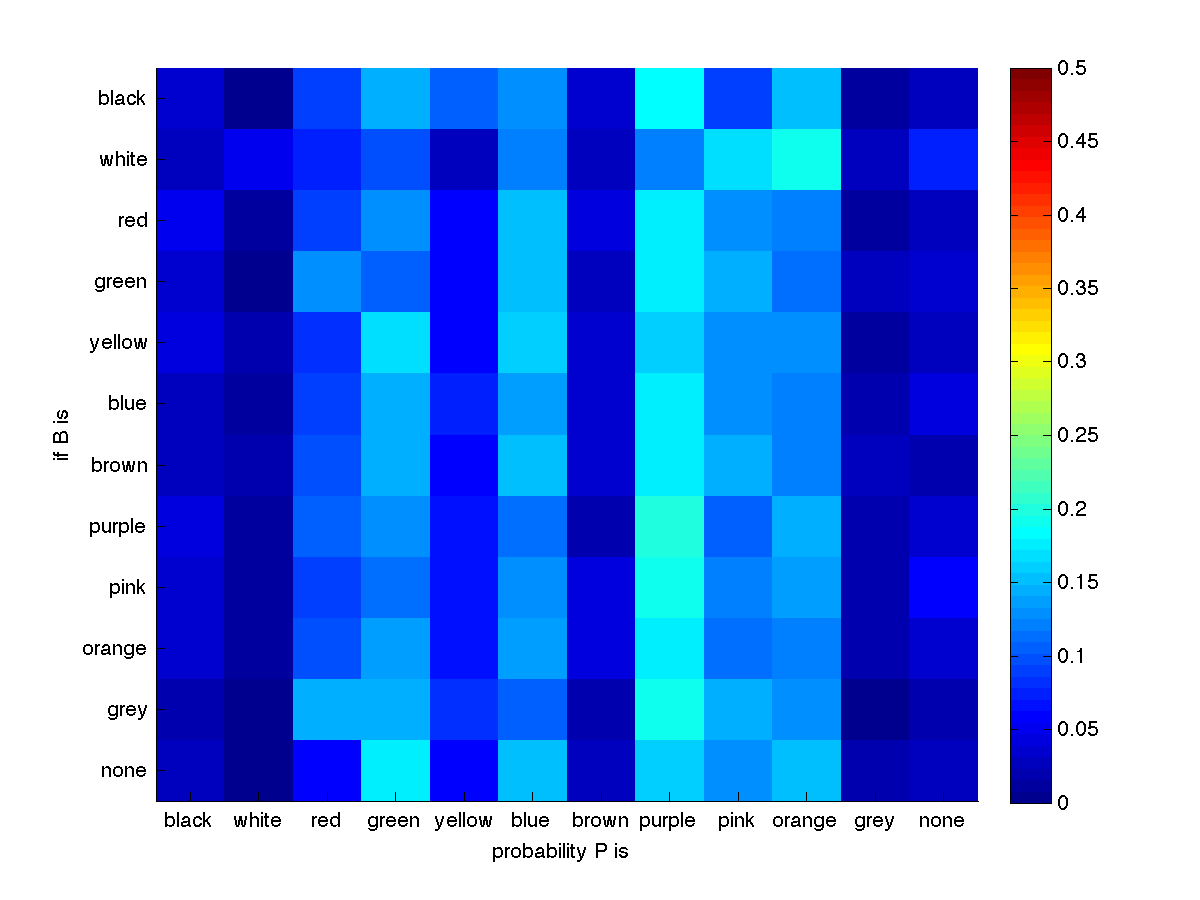 black
white
red
green
yellow
blue
brown
purple
pink
orange
grey
none
if B is
black white red green yellow blue brown purple pink orange grey none
probability P is
0.5
0.45
0.4
0.35
0.3
0.25
0.2
0.15
0.1
0.05
0